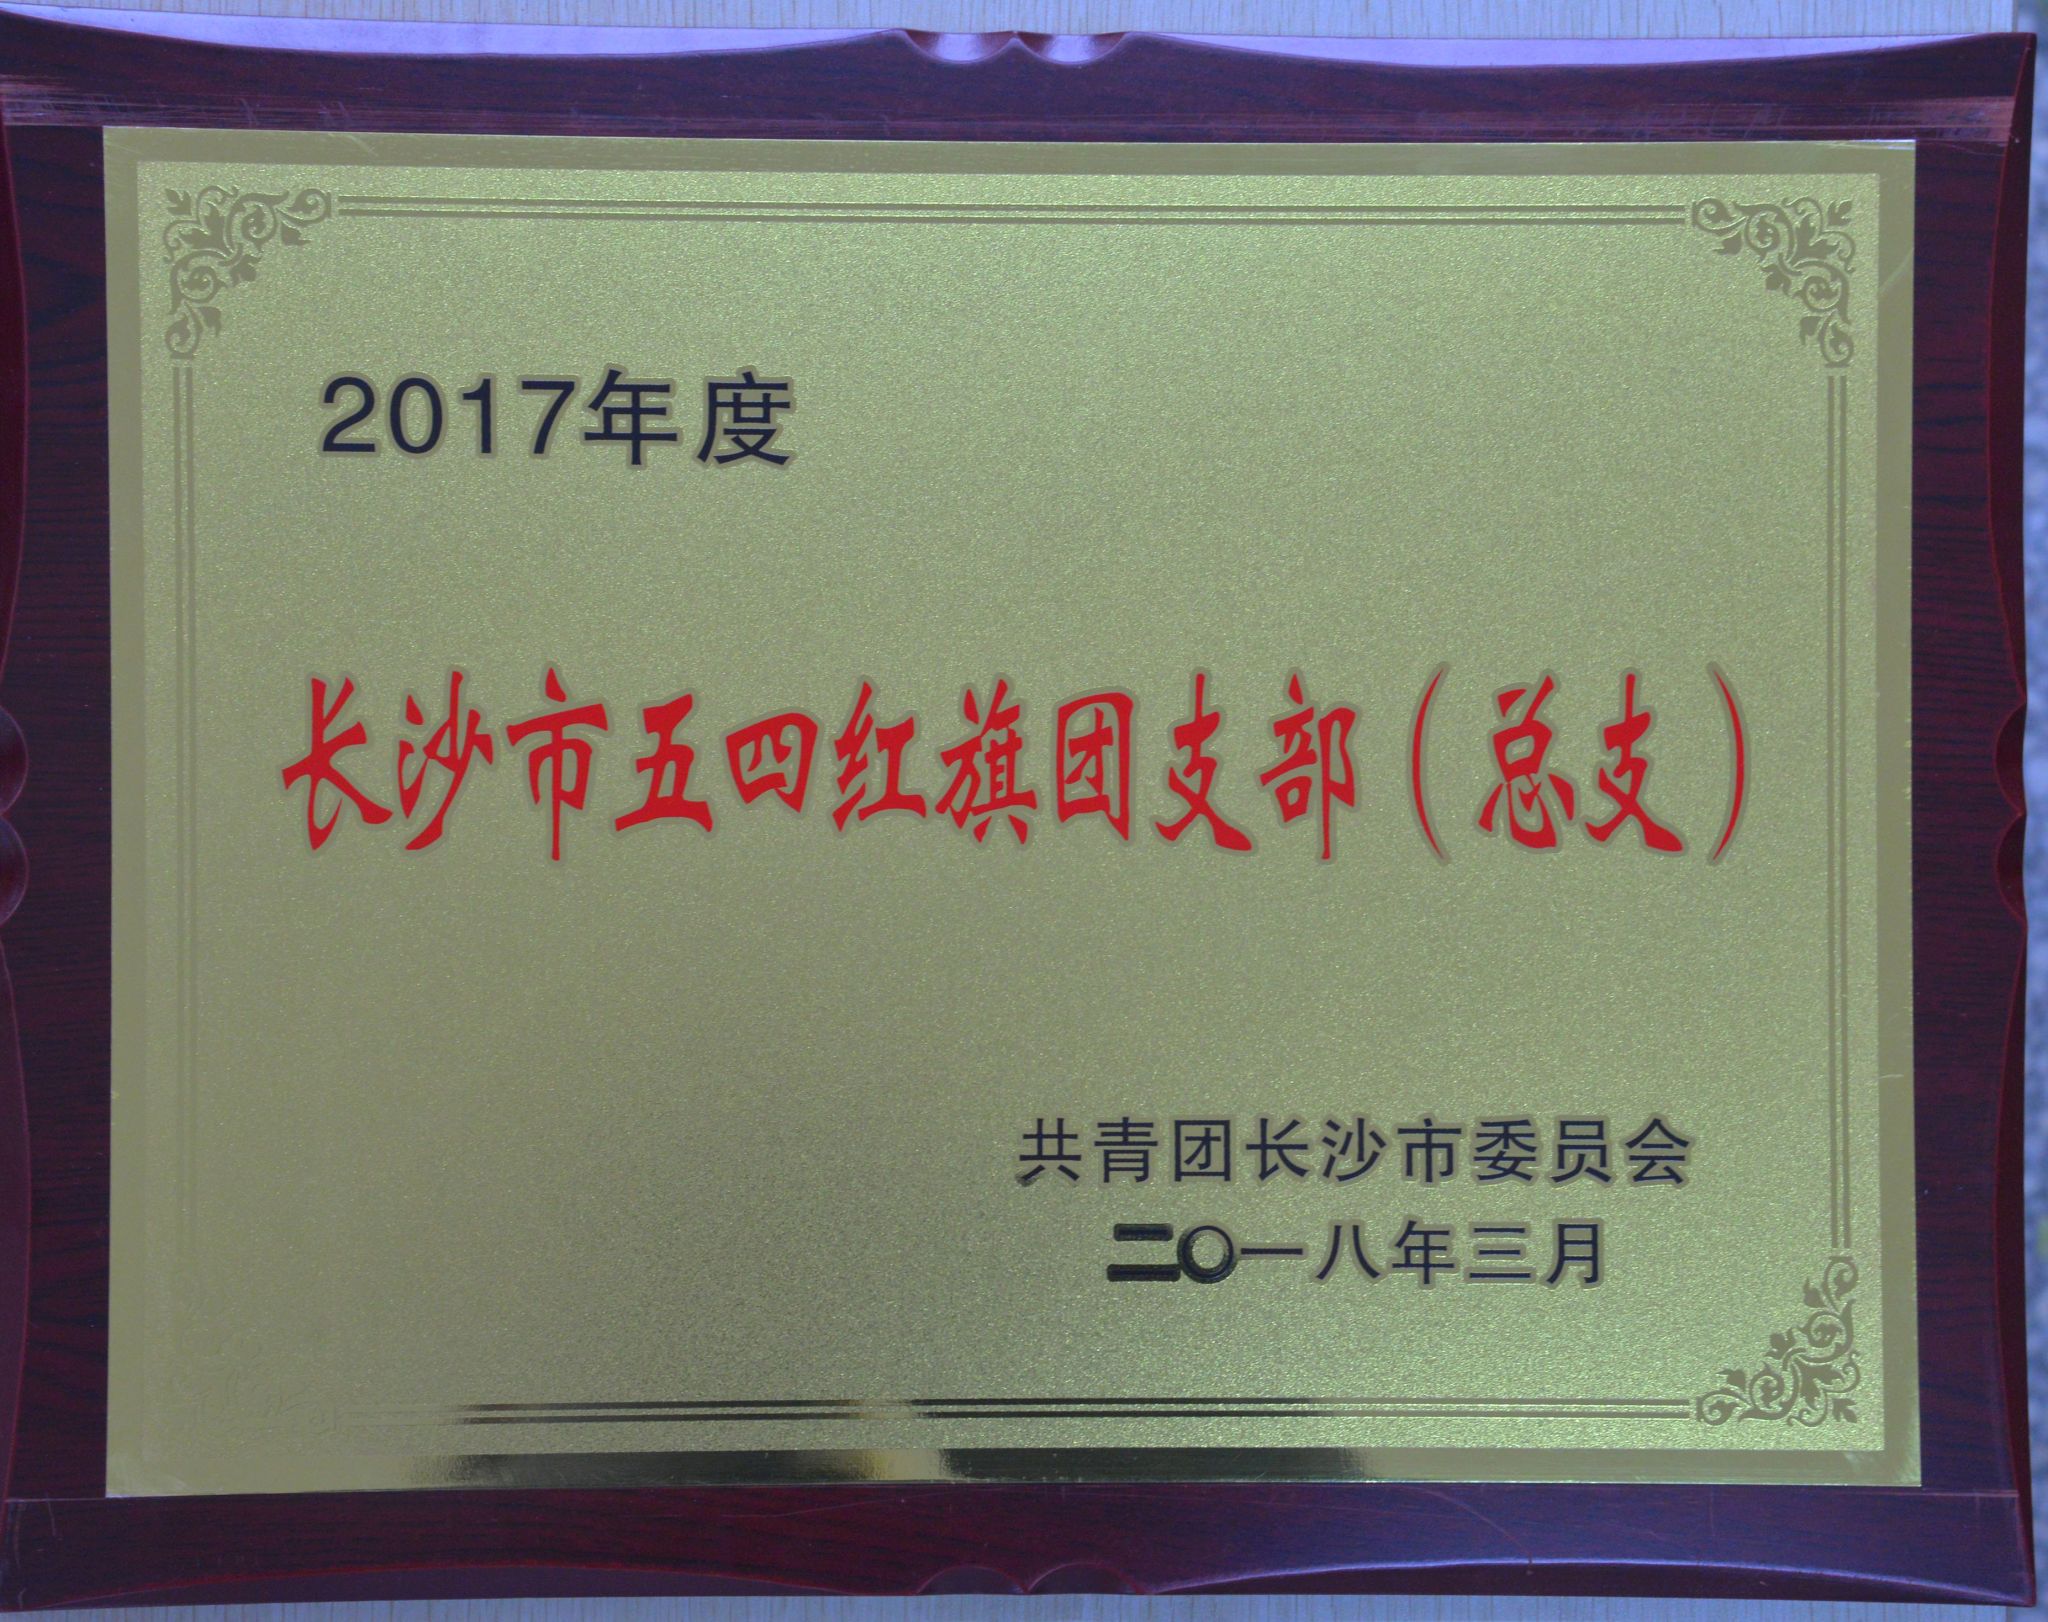 2017年度
长沙市五四红旗团支部（总支）
共青团长沙市委员会
二〇一八年三月